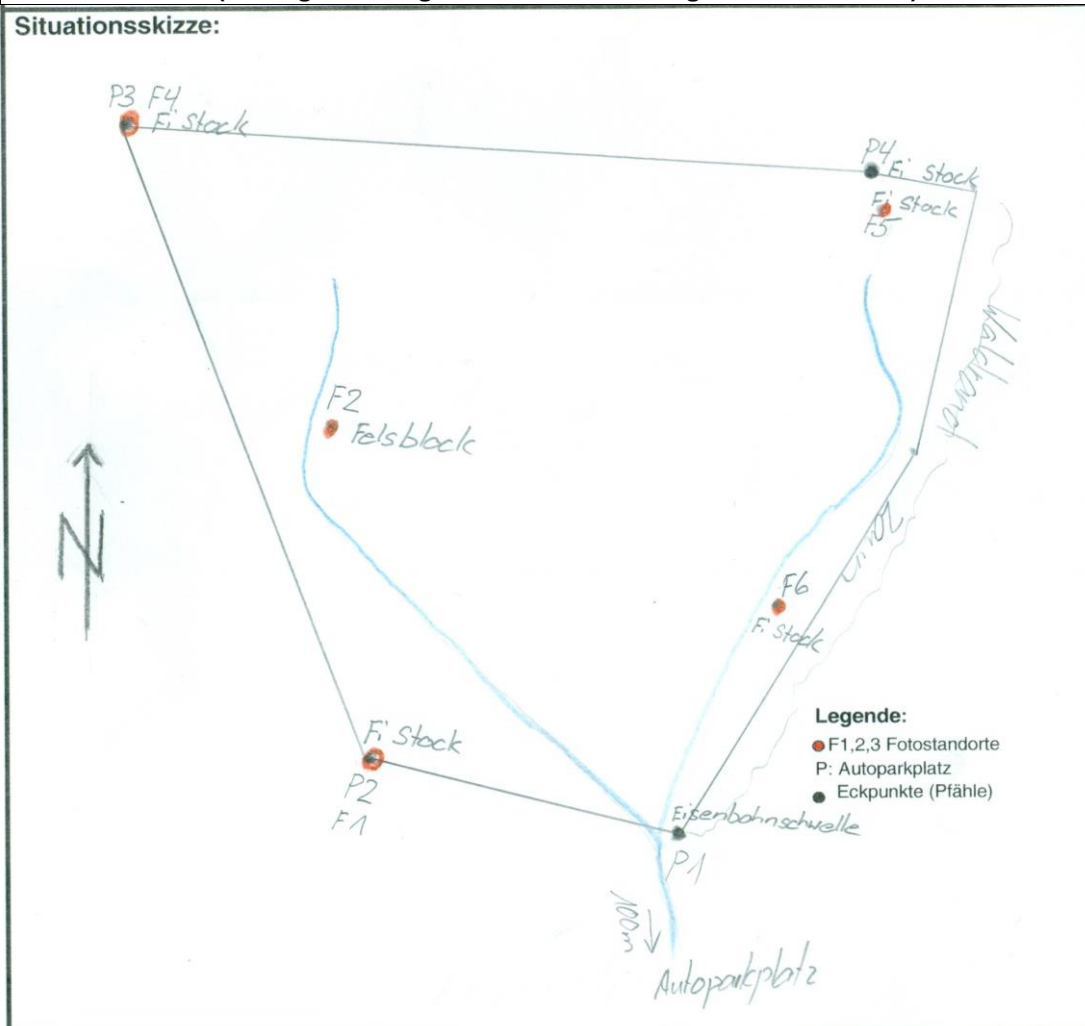 Situationsskizze:
P3 F4
Fi Stock
P4
Fi Stock
Fi Stock
F5
Waldrand
F2
Felsblock
N
Zaun
F6
Fi Stock
Legende:
F1,2,3 Fotostandorte
P: Autoparkplatz
Eckpunkte (Pfähle)
Fi Stock
P2
F1
Eisenbahnschwelle
P1
100m
Autoparkplatz